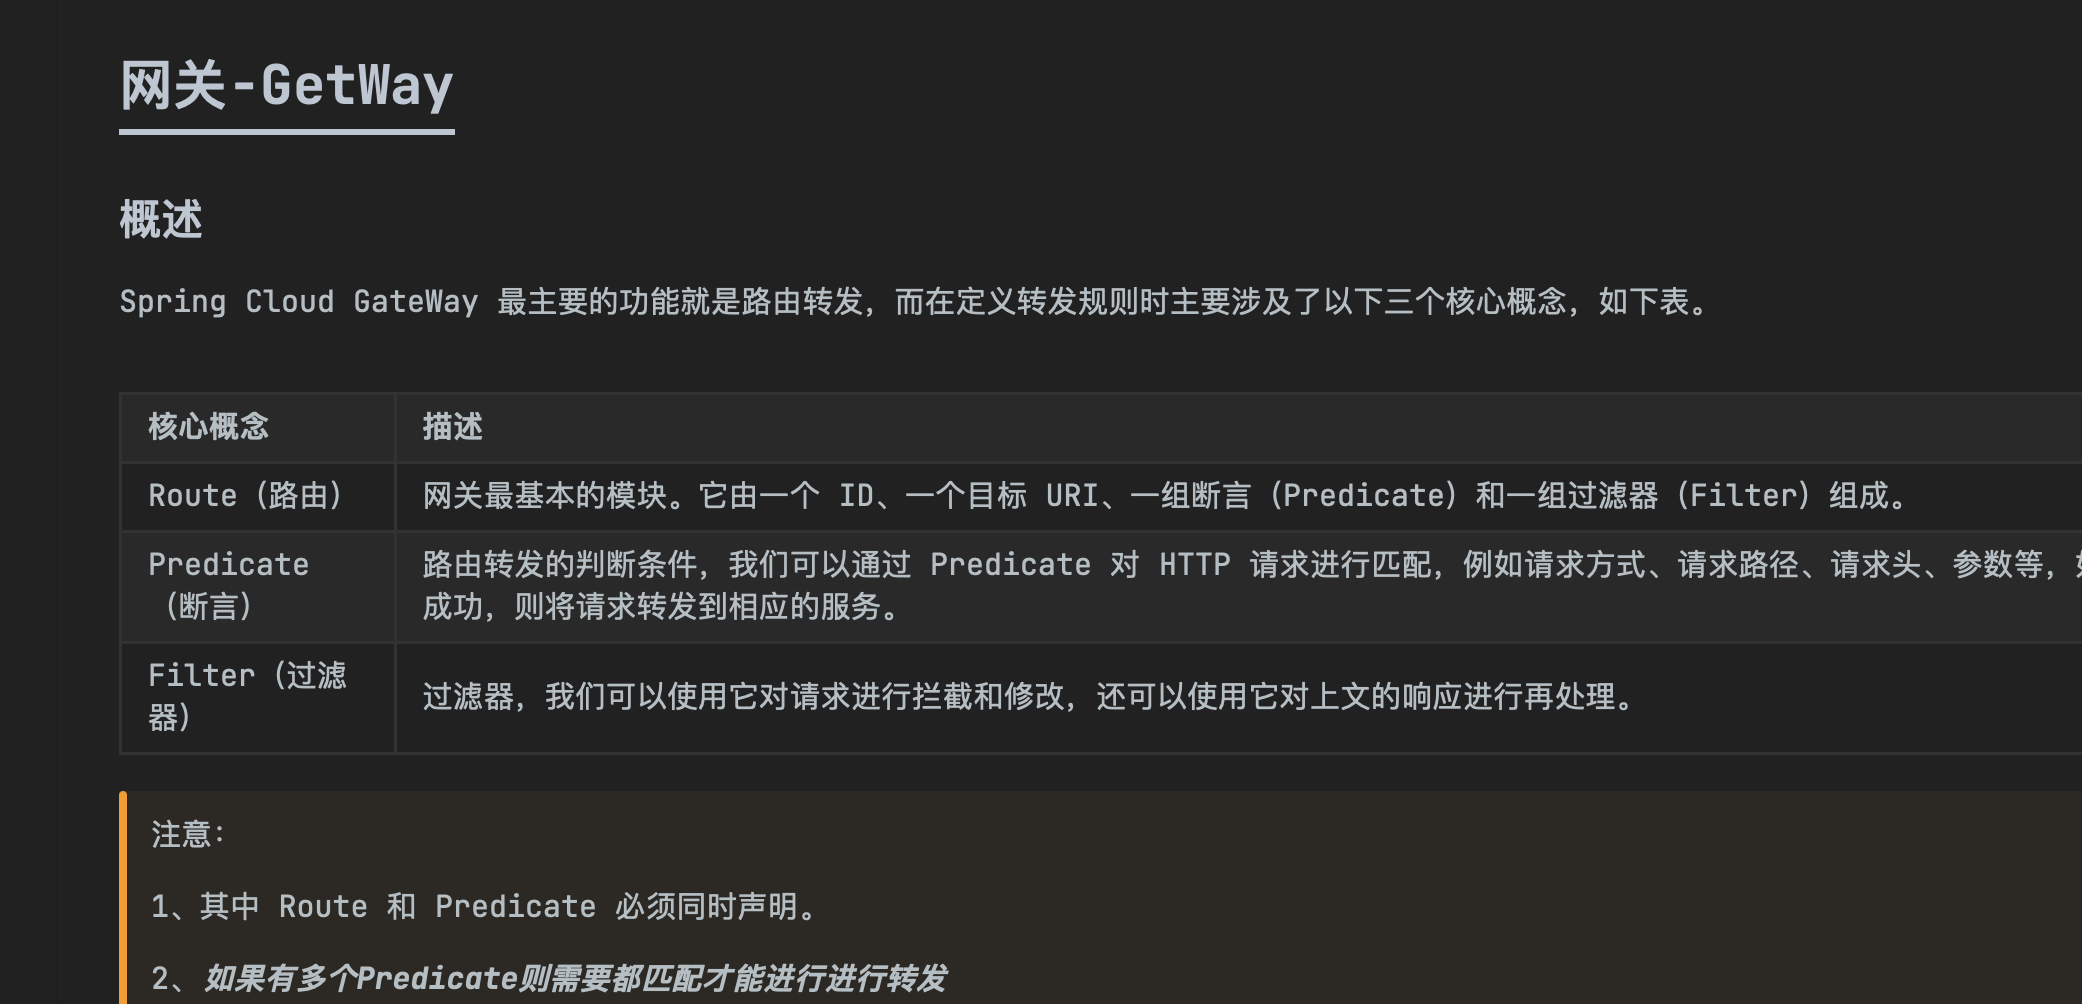 网关-GetWay
概述
Spring Cloud GateWay 最主要的功能就是路由转发，而在定义转发规则时主要涉及了以下三个核心概念，如下表。
核心概念 描述
Route（路由） 网关最基本的模块。它由一个 ID、一个目标 URI、一组断言（Predicate）和一组过滤器（Filter）组成。
Predicate
（断言）
路由转发的判断条件，我们可以通过 Predicate 对 HTTP 请求进行匹配，例如请求方式、请求路径、请求头、参数等，
成功，则将请求转发到相应的服务。
Filter（过滤
器）
过滤器，我们可以使用它对请求进行拦截和修改，还可以使用它对上文的响应进行再处理。
注意：
1、其中 Route 和 Predicate 必须同时声明。
2、如果有多个Predicate则需要都匹配才能进行进行转发